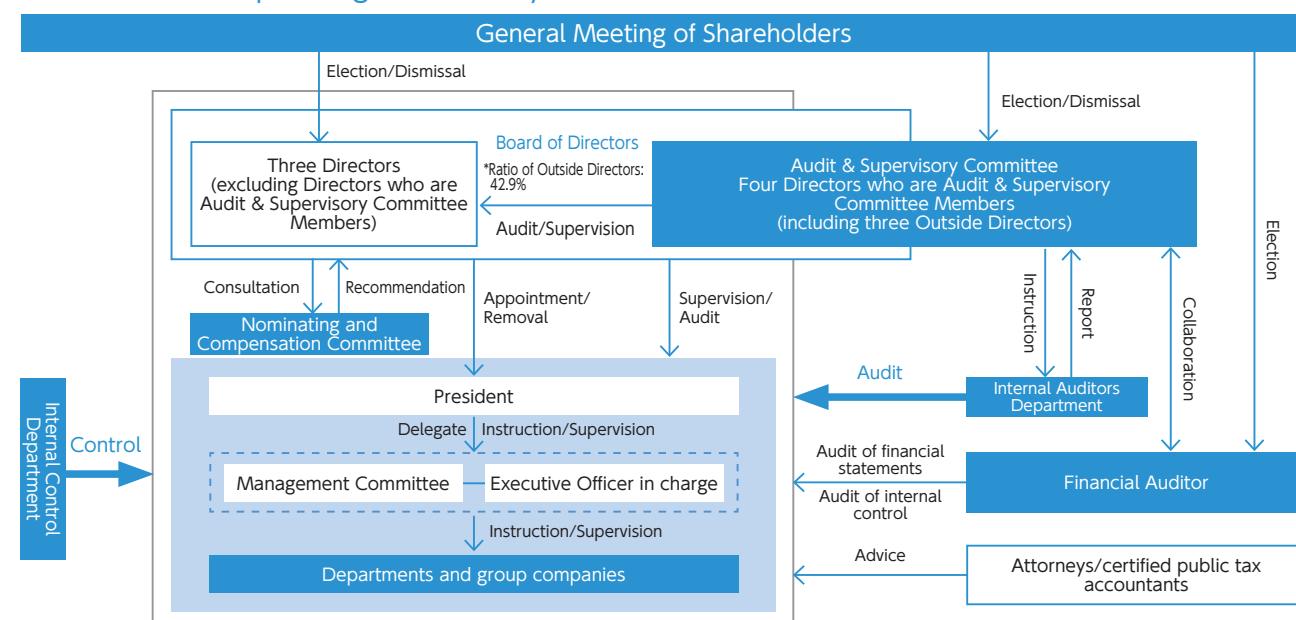 General Meeting of Shareholders
Election/Dismissal
Election/Dismissal
Election
Board of Directors
*Ratio of Outside Directors:
42.9%
Three Directors
(excluding Directors who are
Audit & Supervisory Committee
Members)
Audit/Supervision
Audit & Supervisory Committee
Four Directors who are Audit & Supervisory
Committee Members
(including three Outside Directors)
Consultation
Recommendation
Appointment/
Removal
Supervision/
Audit
Instruction
Report
Collaboration
Nominating and
Compensation Committee
President
Audit
Internal Auditors
Department
Internal Control
Department
Control
Delegate
Instruction/Supervision
Management Committee
Executive Officer in charge
Audit of financial
statements
Audit of internal
control
Financial Auditor
Instruction/Supervision
Departments and group companies
Advice
Attorneys/certified public tax
accountants